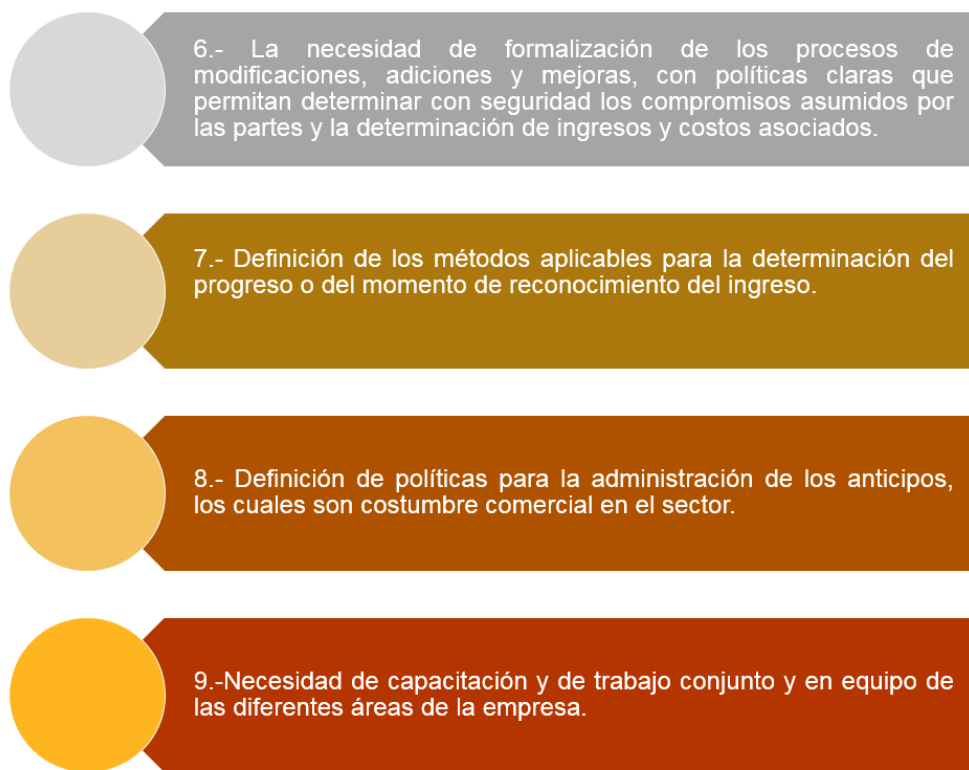 6.- La necesidad de formalización de los procesos de
modificaciones, adiciones y mejoras, con políticas claras que
permitan determinar con seguridad los compromisos asumidos por
las partes y la determinación de ingresos y costos asociados.
7.- Definición de los métodos aplicables para la determinación del
progreso o del momento de reconocimiento del ingreso.
8.- Definición de políticas para la administración de los anticipos,
los cuales son costumbre comercial en el sector.
9.-Necesidad de capacitación y de trabajo conjunto y en equipo de
las diferentes áreas de la empresa.